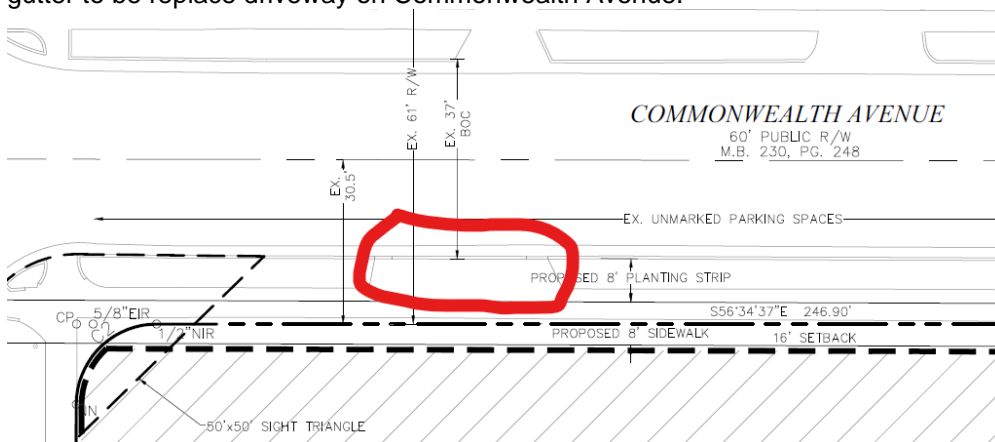 gutter to be replace driveway on Commonwealth Avenue.
EX. 61' R/W
EX. 37'
BOC
COMMONWEALTH AVENUE
60' PUBLIC R/W
M.B. 230, PG. 248
EX.
30.5'
EX. UNMARKED PARKING SPACES
PROPOSED 8' PLANTING STRIP
S56°34'37"E 246.90'
CP
5/8"EIR
1/2"NIR
PROPOSED 8' SIDEWALK
16' SETBACK
50'x50' SIGHT TRIANGLE